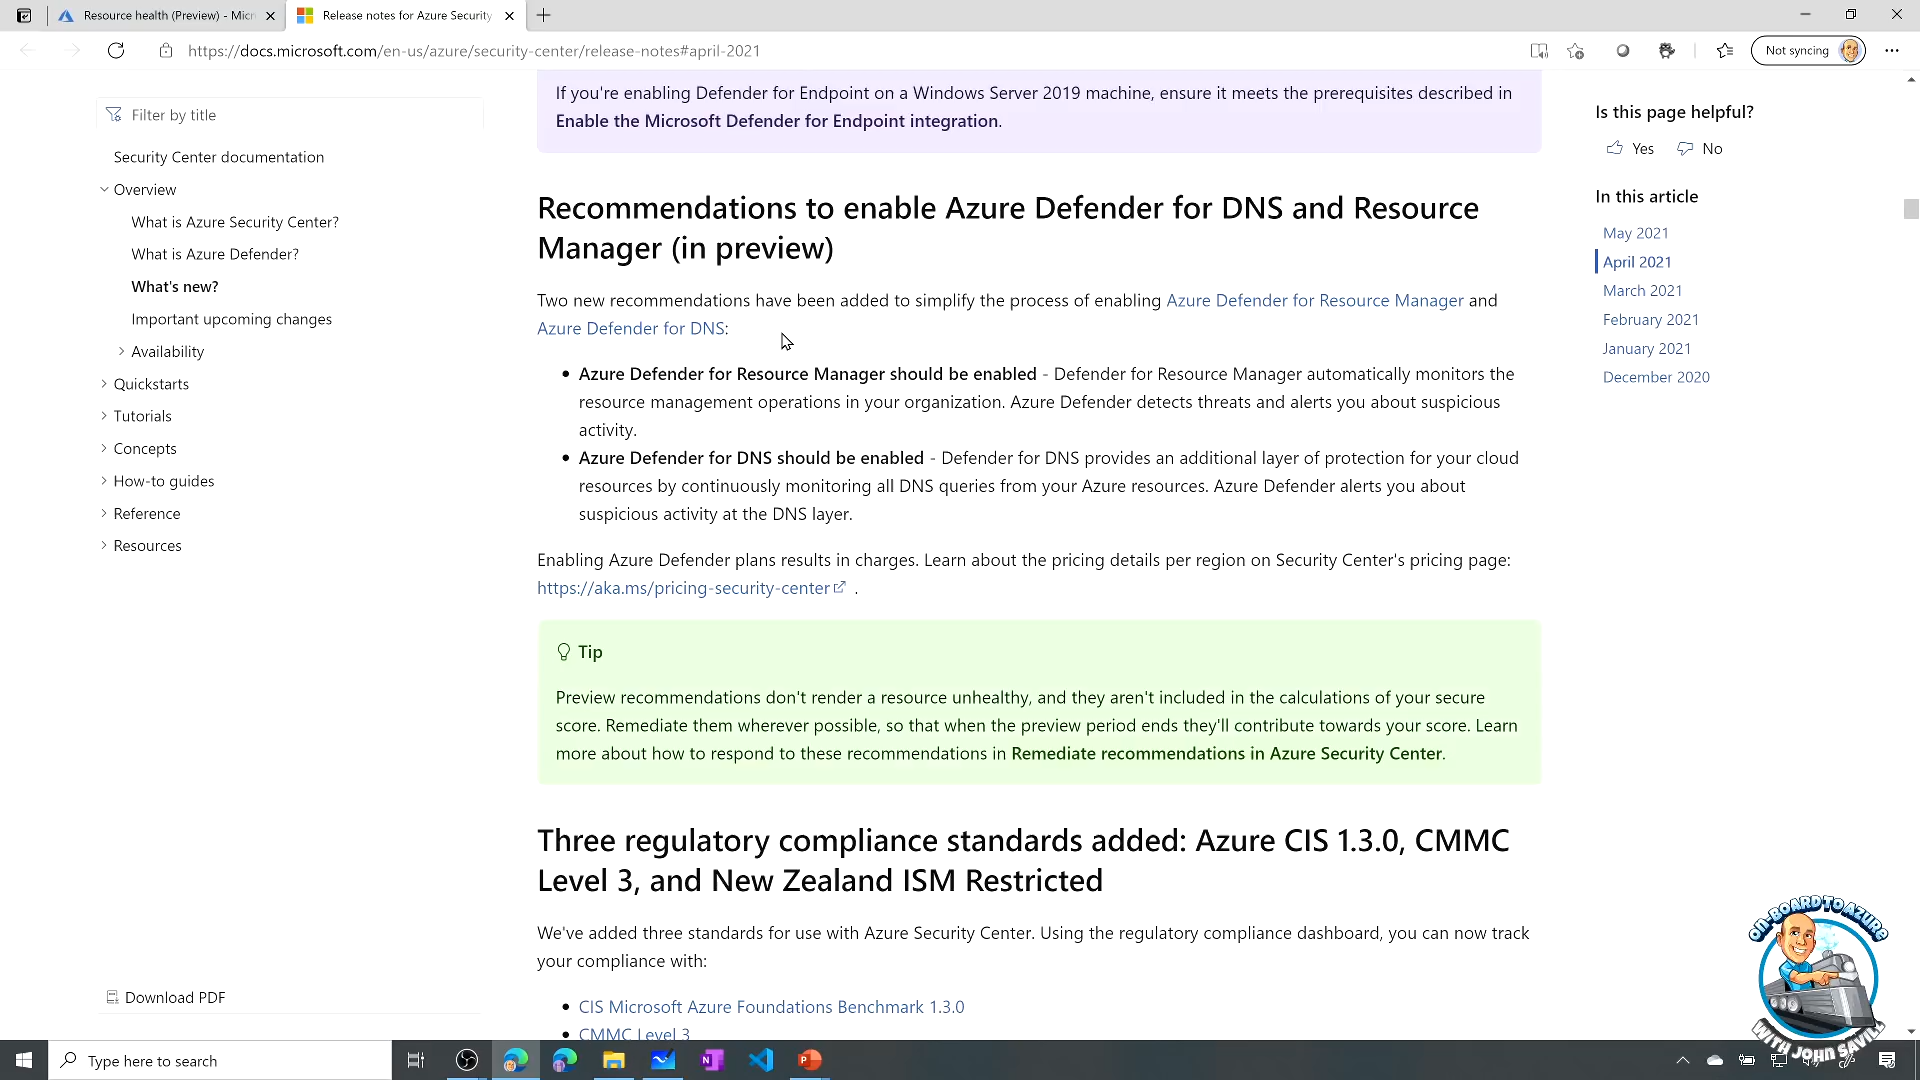 Resource health (Preview) - Micr
Release notes for Azure Security
https://docs.microsoft.com/en-us/azure/security-center/release-notes#april-2021
Not syncing
Filter by title
Security Center documentation
Overview
What is Azure Security Center?
What is Azure Defender?
What's new?
Important upcoming changes
Availability
Quickstarts
Tutorials
Concepts
How-to guides
Reference
Resources
Download PDF
If you're enabling Defender for Endpoint on a Windows Server 2019 machine, ensure it meets the prerequisites described in
Enable the Microsoft Defender for Endpoint integration.
Recommendations to enable Azure Defender for DNS and Resource
Manager (in preview)
Two new recommendations have been added to simplify the process of enabling Azure Defender for Resource Manager and
Azure Defender for DNS:
• Azure Defender for Resource Manager should be enabled - Defender for Resource Manager automatically monitors the
resource management operations in your organization. Azure Defender detects threats and alerts you about suspicious
activity.
• Azure Defender for DNS should be enabled - Defender for DNS provides an additional layer of protection for your cloud
resources by continuously monitoring all DNS queries from your Azure resources. Azure Defender alerts you about
suspicious activity at the DNS layer.
Enabling Azure Defender plans results in charges. Learn about the pricing details per region on Security Center's pricing page:
https://aka.ms/pricing-security-center .
Tip
Preview recommendations don't render a resource unhealthy, and they aren't included in the calculations of your secure
score. Remediate them wherever possible, so that when the preview period ends they'll contribute towards your score. Learn
more about how to respond to these recommendations in Remediate recommendations in Azure Security Center.
Three regulatory compliance standards added: Azure CIS 1.3.0, CMMC
Level 3, and New Zealand ISM Restricted
We've added three standards for use with Azure Security Center. Using the regulatory compliance dashboard, you can now track
your compliance with:
• CIS Microsoft Azure Foundations Benchmark 1.3.0
• CMMC Level 3
Is this page helpful?
Yes No
In this article
May 2021
April 2021
March 2021
February 2021
January 2021
December 2020
ON-BOARD TO AZURE
WITH JOHN SAVILL
Type here to search